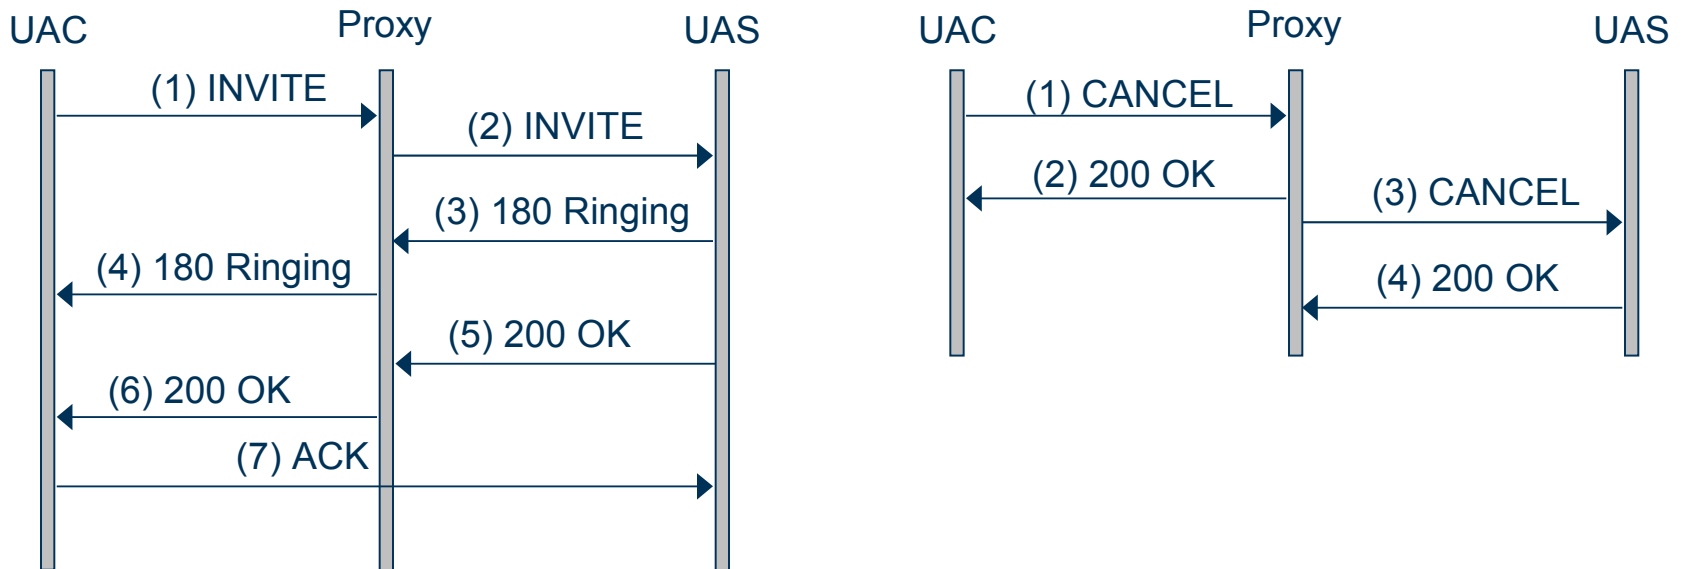 UAC Proxy UAS
(1) INVITE
(2) INVITE
(3) 180 Ringing
(4) 180 Ringing
(5) 200 OK
(6) 200 OK
(7) ACK
UAC Proxy UAS
(1) CANCEL
(2) 200 OK
(3) CANCEL
(4) 200 OK